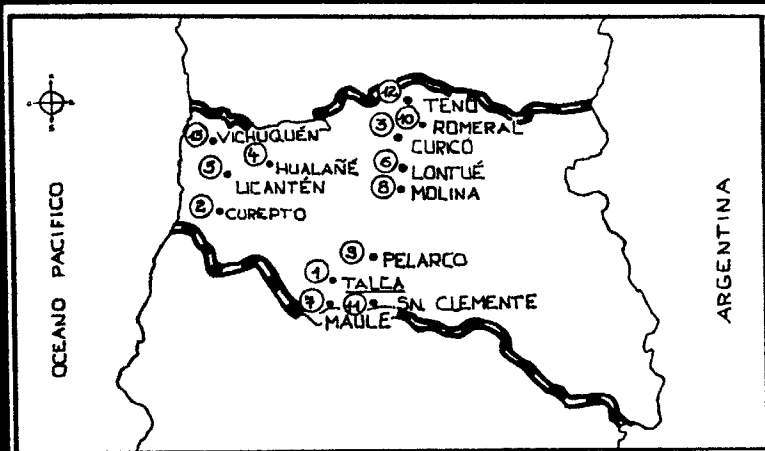 12
TENO
10 ROMERAL
3
CURICÓ
13 VICHUQUÉN
4 HUALAÑÉ
5
LICANTÉN
6 LONTUÉ
8 MOLINA
2 CUREPTO
9 PELARCO
1
TALCA
7 11 SN CLEMENTE
MAULE
OCEANO PACIFICO
ARGENTINA